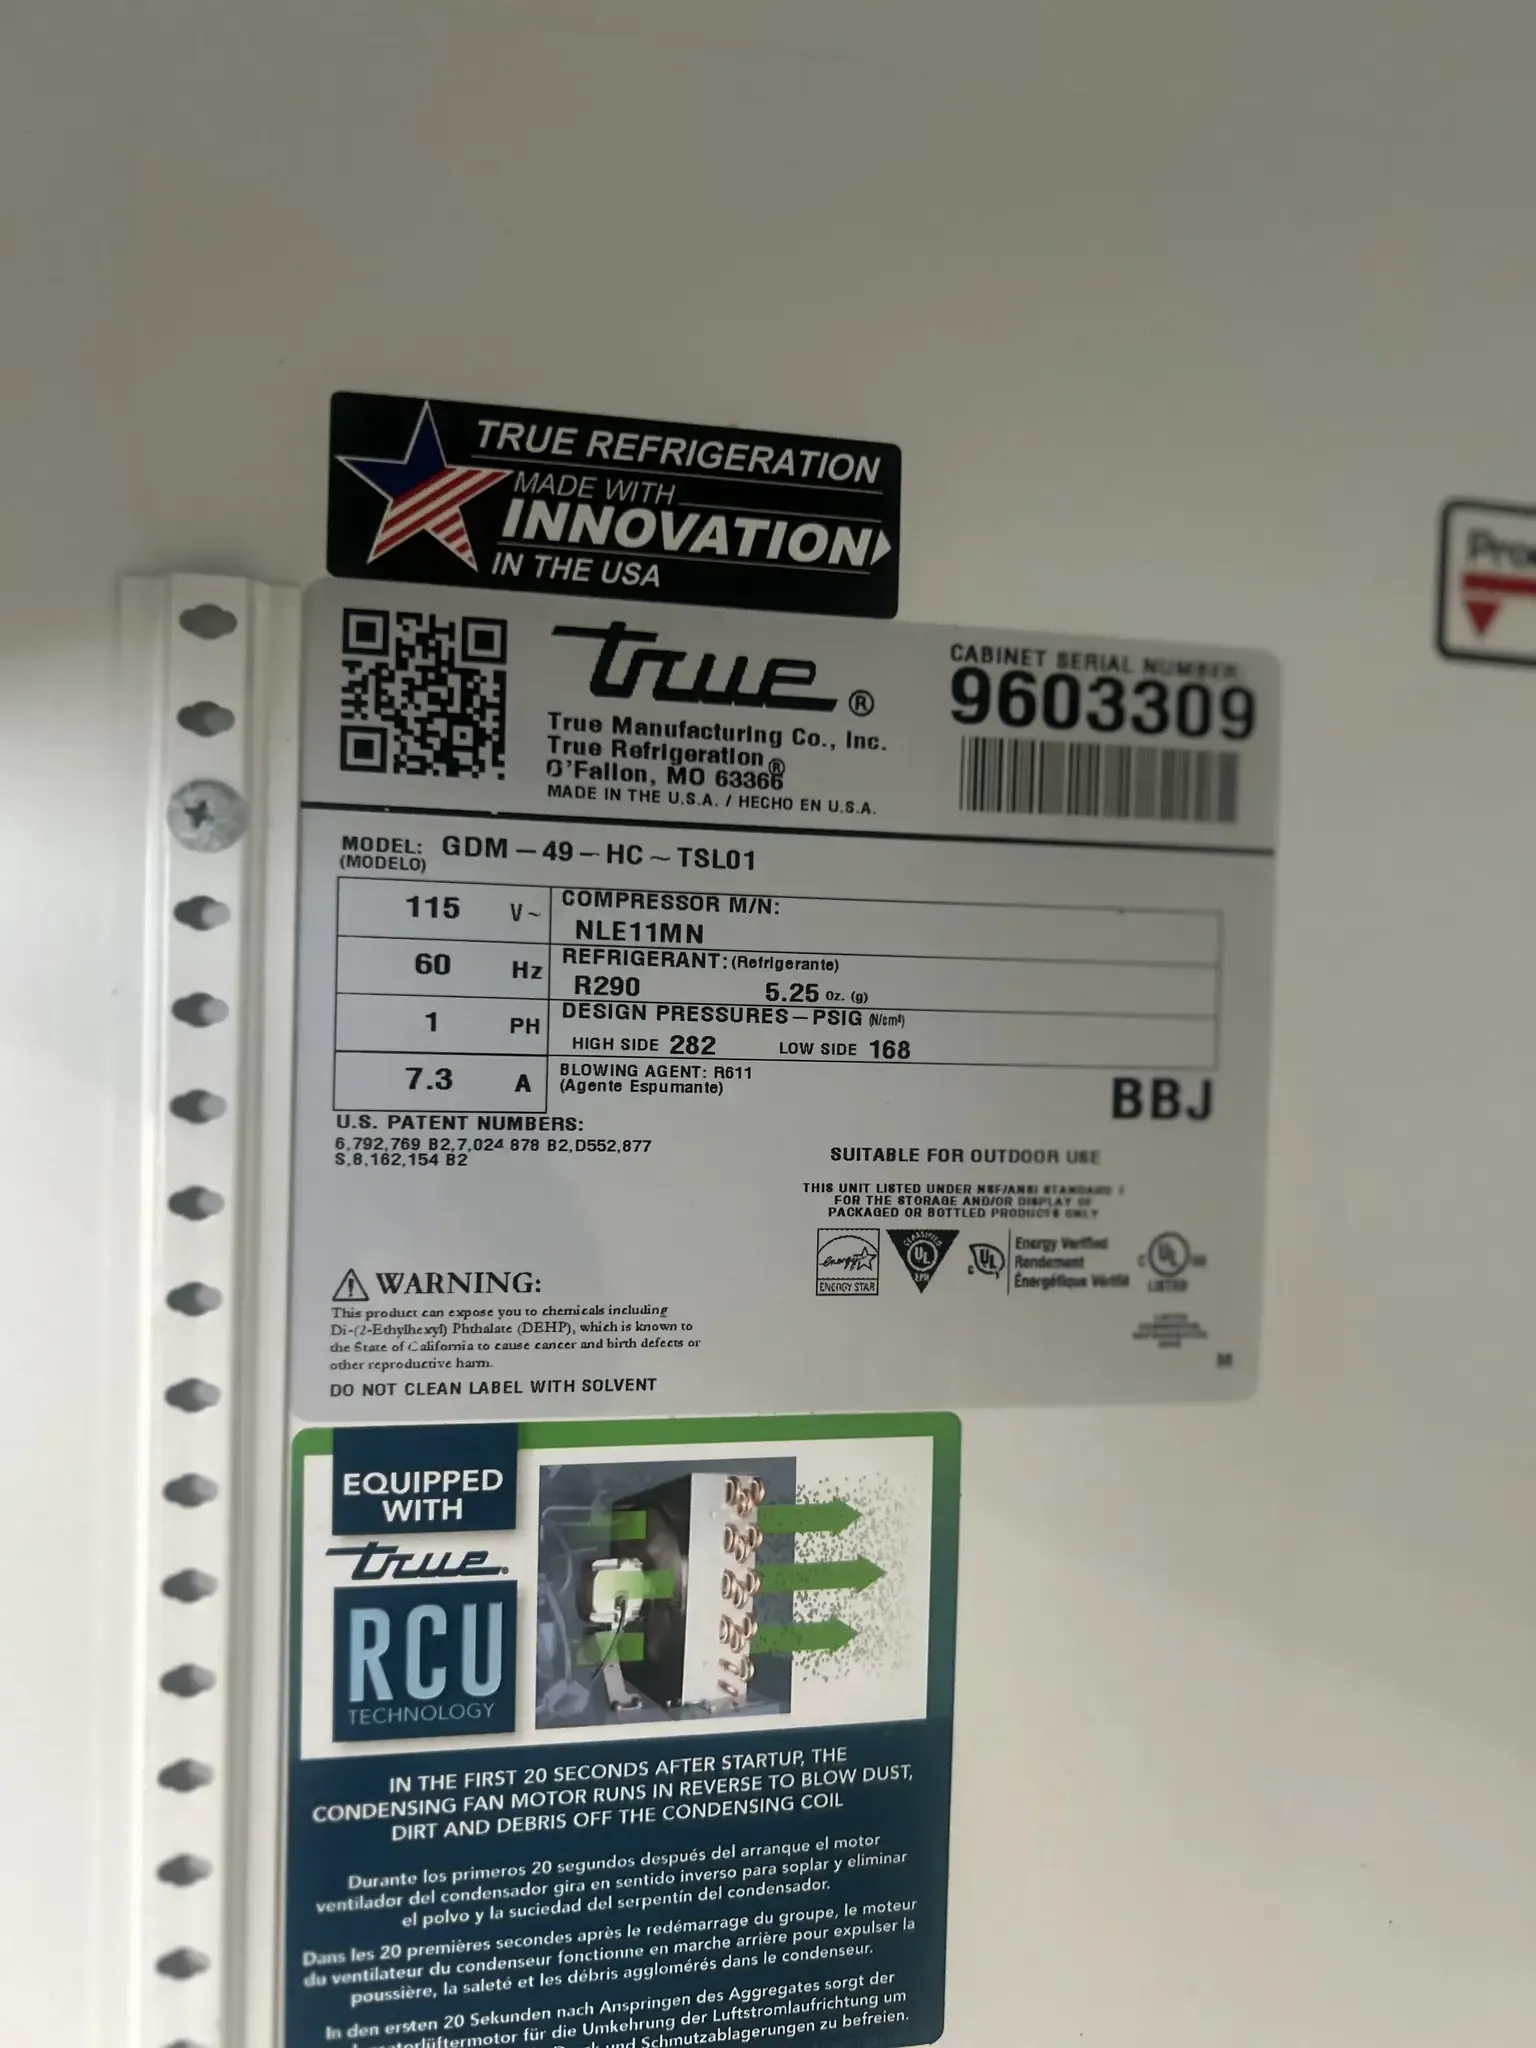 TRUE REFRIGERATION
MADE WITH
INNOVATION
IN THE USA
Prod
true®
True Manufacturing Co., Inc.
True Refrigeration®
O'Fallon, MO 63366
MADE IN THE U.S.A. / HECHO EN U.S.A.
CABINET SERIAL NUMBER:
9603309
MODEL: GDM-49-HC~TSL01
(MODELO)
115 V~
60 Hz
1 PH
7.3 A
COMPRESSOR M/N:
NLE11MN
REFRIGERANT: (Refrigerante)
R290 5.25 oz. (g)
DESIGN PRESSURES-PSIG (N/cm²)
HIGH SIDE 282 LOW SIDE 168
BLOWING AGENT: R611
(Agente Espumante)
BBJ
U.S. PATENT NUMBERS:
6,792,769 B2,7,024 878 B2,D552,877
S,8,162,154 B2
SUITABLE FOR OUTDOOR USE
THIS UNIT LISTED UNDER NSF/ANSI STANDARD 7
FOR THE STORAGE AND/OR DISPLAY OF
PACKAGED OR BOTTLED PRODUCTS ONLY
energy
ENERGY STAR
CLASSIFIED
UL
EPH
C UL
Energy Verified
Rendement
Énergétique Vérifié
C UL US
LISTED
WARNING:
This product can expose you to chemicals including
Di-(2-Ethylhexyl) Phthalate (DEHP), which is known to
the State of California to cause cancer and birth defects or
other reproductive harm.
DO NOT CLEAN LABEL WITH SOLVENT
M
EQUIPPED
WITH
true®
RCU
TECHNOLOGY
IN THE FIRST 20 SECONDS AFTER STARTUP, THE
CONDENSING FAN MOTOR RUNS IN REVERSE TO BLOW DUST,
DIRT AND DEBRIS OFF THE CONDENSING COIL
Durante los primeros 20 segundos después del arranque el motor
ventilador del condensador gira en sentido inverso para soplar y eliminar
el polvo y la suciedad del serpentín del condensador.
Dans les 20 premières secondes après le redémarrage du groupe, le moteur
du ventilateur du condenseur fonctionne en marche arrière pour expulser la
poussière, la saleté et les débris agglomérés dans le condenseur.
In den ersten 20 Sekunden nach Anspringen des Aggregates sorgt der
für die Umkehrung der Luftstromlaufrichtung um
und Schmutzablagerungen zu befreien.